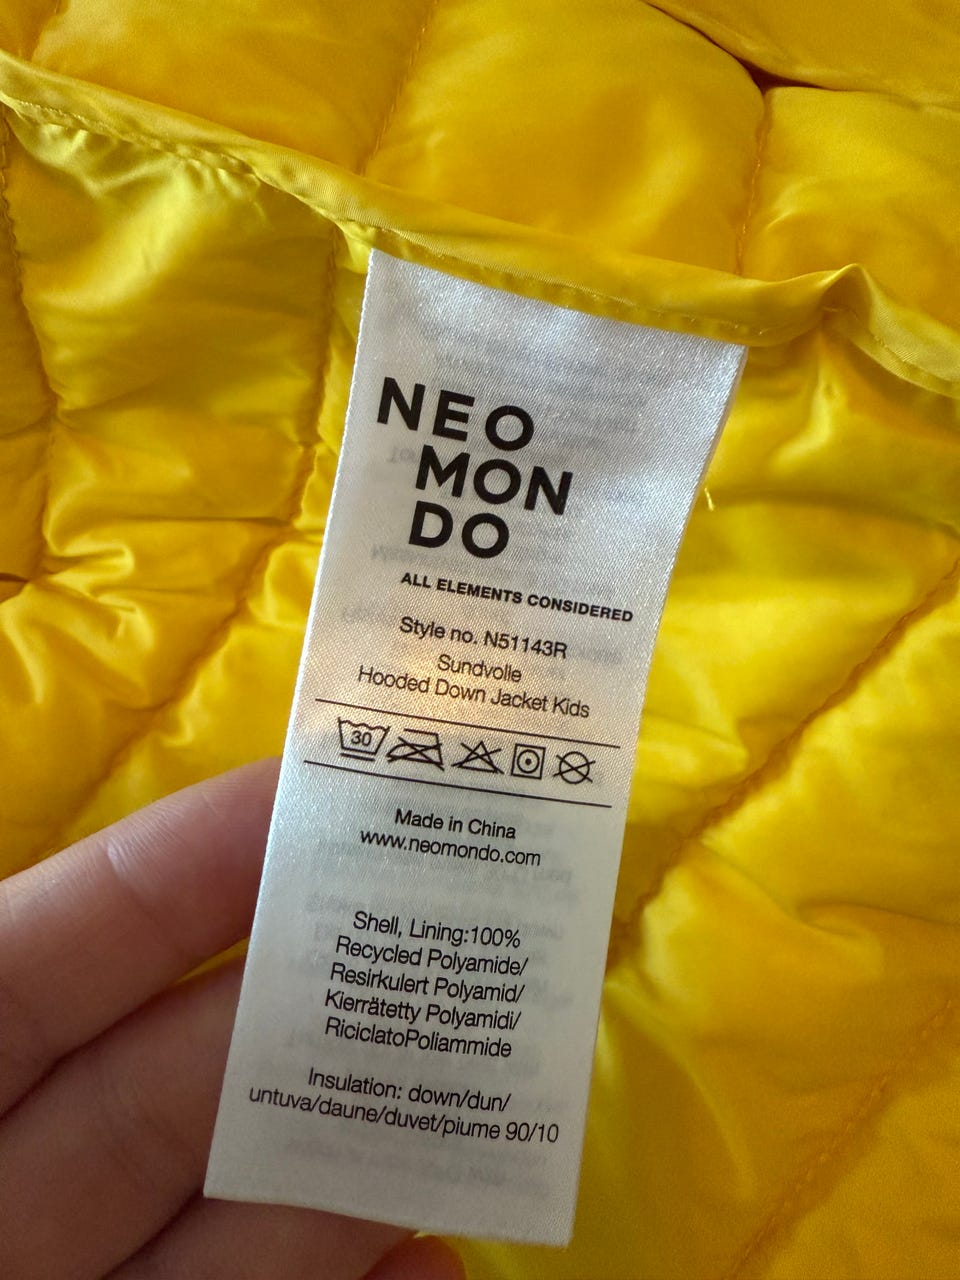 NEO
MON
DO
ALL ELEMENTS CONSIDERED
Style no. N51143R
Sundvolle
Hooded Down Jacket Kids
30
Made in China
www.neomondo.com
Shell, Lining:100%
Recycled Polyamide/
Resirkulert Polyamid/
Kierrätetty Polyamidi/
RiciclatoPoliammide
Insulation: down/dun/
untuva/daune/duvet/piume 90/10